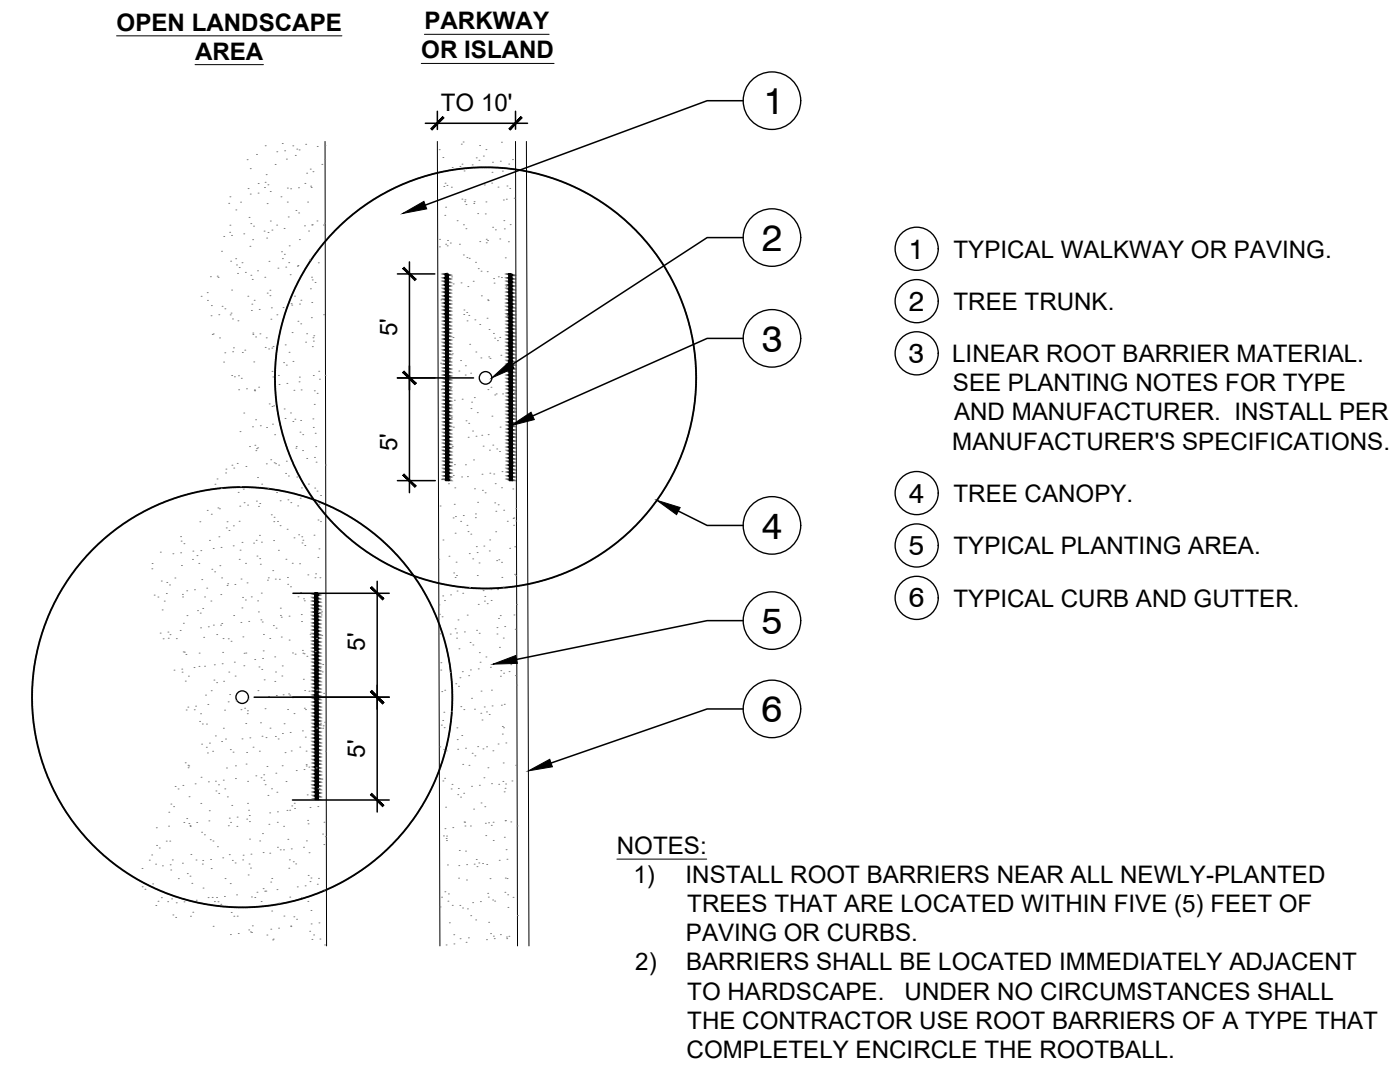 OPEN LANDSCAPE
AREA
PARKWAY
OR ISLAND
TO 10'
1
2
3
4
5
6
5'
5'
5'
5'
1 TYPICAL WALKWAY OR PAVING.
2 TREE TRUNK.
3 LINEAR ROOT BARRIER MATERIAL.
SEE PLANTING NOTES FOR TYPE
AND MANUFACTURER. INSTALL PER
MANUFACTURER'S SPECIFICATIONS.
4 TREE CANOPY.
5 TYPICAL PLANTING AREA.
6 TYPICAL CURB AND GUTTER.
NOTES:
1) INSTALL ROOT BARRIERS NEAR ALL NEWLY-PLANTED
TREES THAT ARE LOCATED WITHIN FIVE (5) FEET OF
PAVING OR CURBS.
2) BARRIERS SHALL BE LOCATED IMMEDIATELY ADJACENT
TO HARDSCAPE. UNDER NO CIRCUMSTANCES SHALL
THE CONTRACTOR USE ROOT BARRIERS OF A TYPE THAT
COMPLETELY ENCIRCLE THE ROOTBALL.